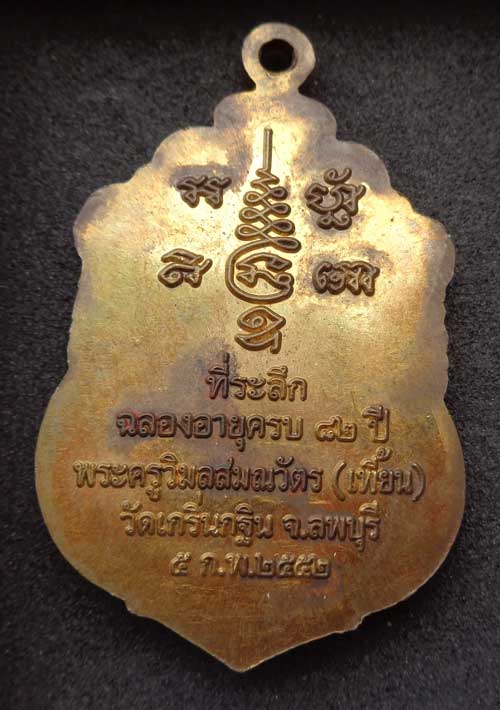 ที่ระลึก
ฉลองอายุครบ ๘๒ ปี
พระครูวิมลสมณวัตร (เพี้ยน)
วัดเกริ่นกฐิน จ.ลพบุรี
๕ ก.พ.๒๕๕๒